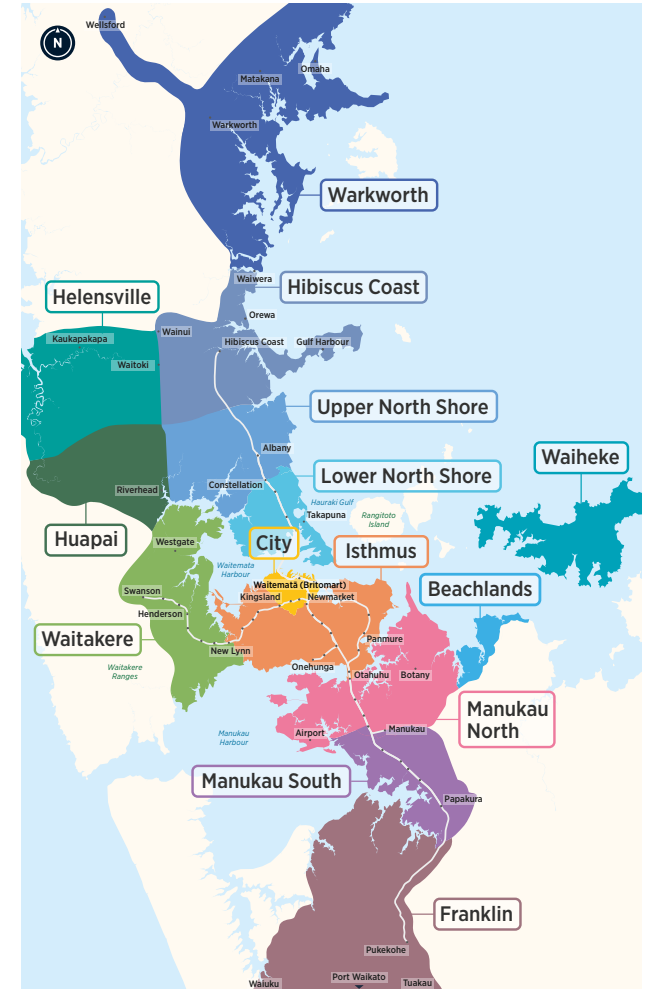 Wellsford
N
Omaha
Matakana
Warkworth
Warkworth
Waiwera
Hibiscus Coast
Helensville
Orewa
Wainui
Kaukapakapa
Hibiscus Coast
Gulf Harbour
Waitoki
Upper North Shore
Albany
Waiheke
Lower North Shore
Constellation
Riverhead
Hauraki Gulf
Takapuna
Rangitoto
Island
Huapai
Westgate
City
Isthmus
Waitemata
Harbour
Waitematā (Britomart)
Beachlands
Swanson
Kingsland
Newmarket
Henderson
Waitakere
Panmure
New Lynn
Onehunga
Waitakere
Ranges
Otahuhu
Botany
Manukau
North
Airport
Manukau
Manukau
Harbour
Manukau South
Papakura
Franklin
Pukekohe
Port Waikato
Waiuku
Tuakau